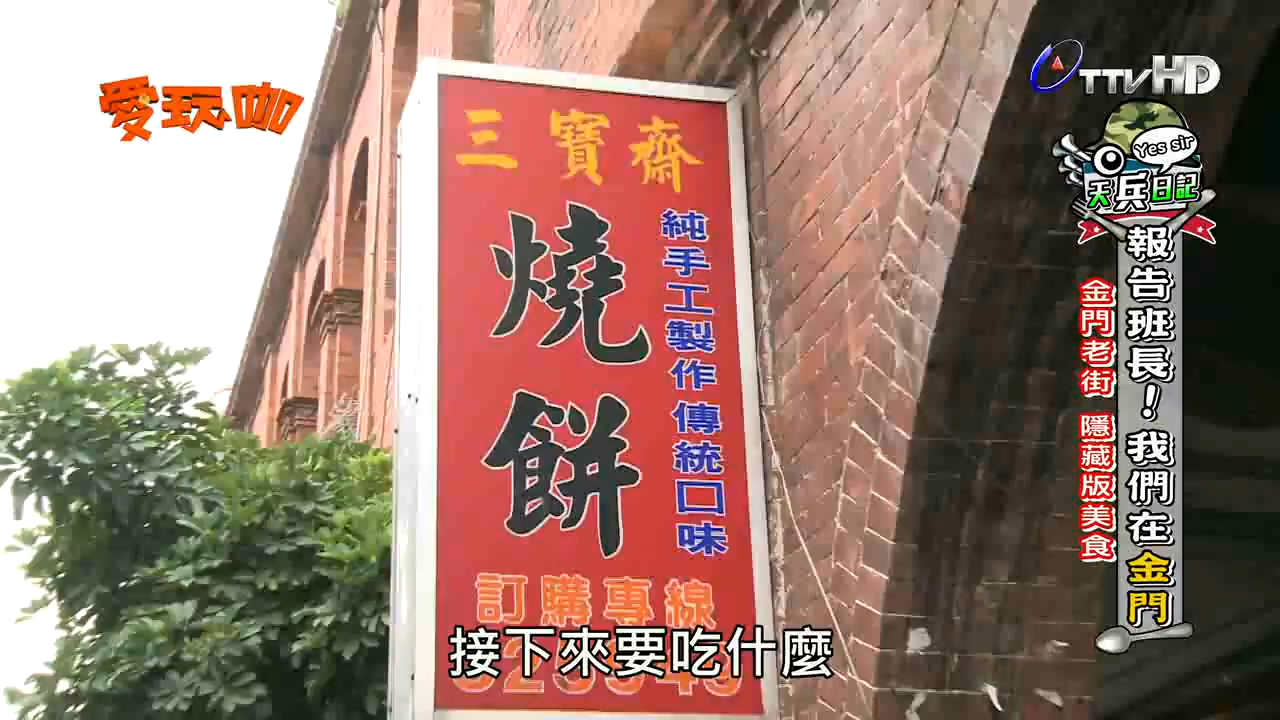 愛玩咖
TTV HD
Yes sir
天兵日記
報告班長！我們在金門
金門老街 隱藏版美食
三寶齋
燒餅
純手工製作 傳統口味
訂購專線
接下來要吃什麼